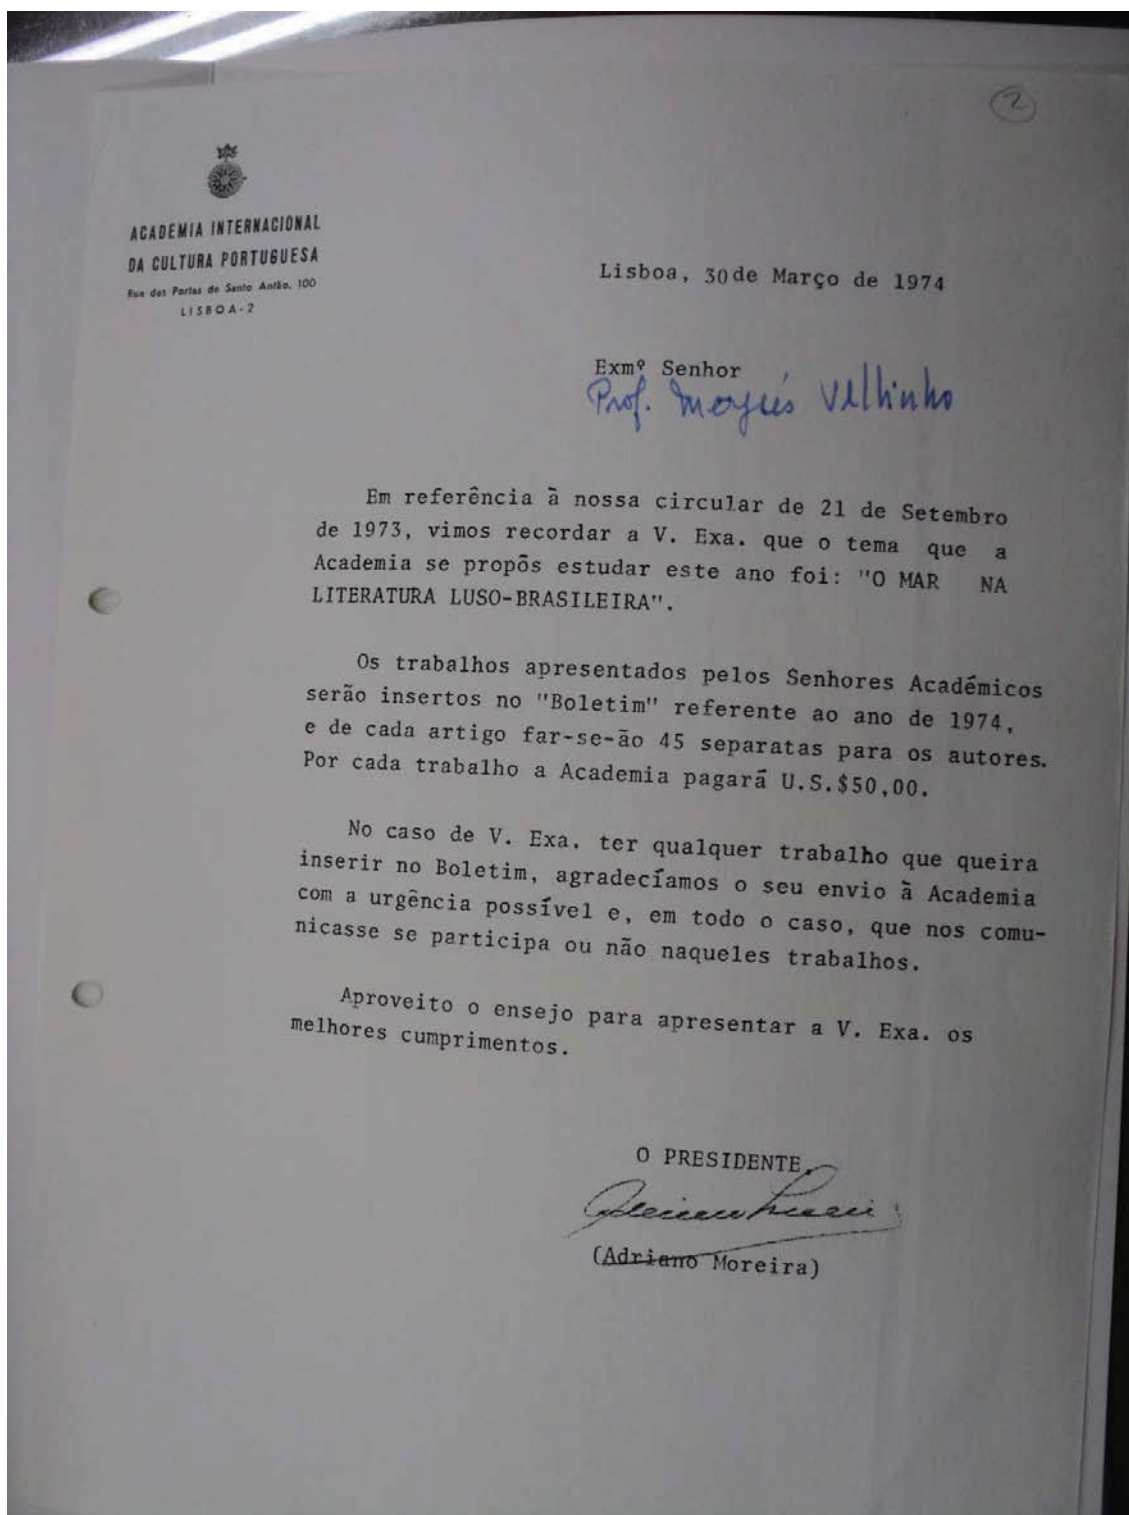 2
ACADEMIA INTERNACIONAL
DA CULTURA PORTUGUESA
Rua das Portas de Santo Antão, 100
LISBOA-2
Lisboa, 30 de Março de 1974
Exmº Senhor
Prof. Moysés Vellinho
Em referência à nossa circular de 21 de Setembro
de 1973, vimos recordar a V. Exa. que o tema que a
Academia se propôs estudar este ano foi: "O MAR NA
LITERATURA LUSO-BRASILEIRA".
Os trabalhos apresentados pelos Senhores Académicos
serão insertos no "Boletim" referente ao ano de 1974,
e de cada artigo far-se-ão 45 separatas para os autores.
Por cada trabalho a Academia pagará U.S.$50,00.
No caso de V. Exa. ter qualquer trabalho que queira
inserir no Boletim, agradecíamos o seu envio à Academia
com a urgência possível e, em todo o caso, que nos comu-
nicasse se participa ou não naqueles trabalhos.
Aproveito o ensejo para apresentar a V. Exa. os
melhores cumprimentos.
O PRESIDENTE,
(Adriano Moreira)